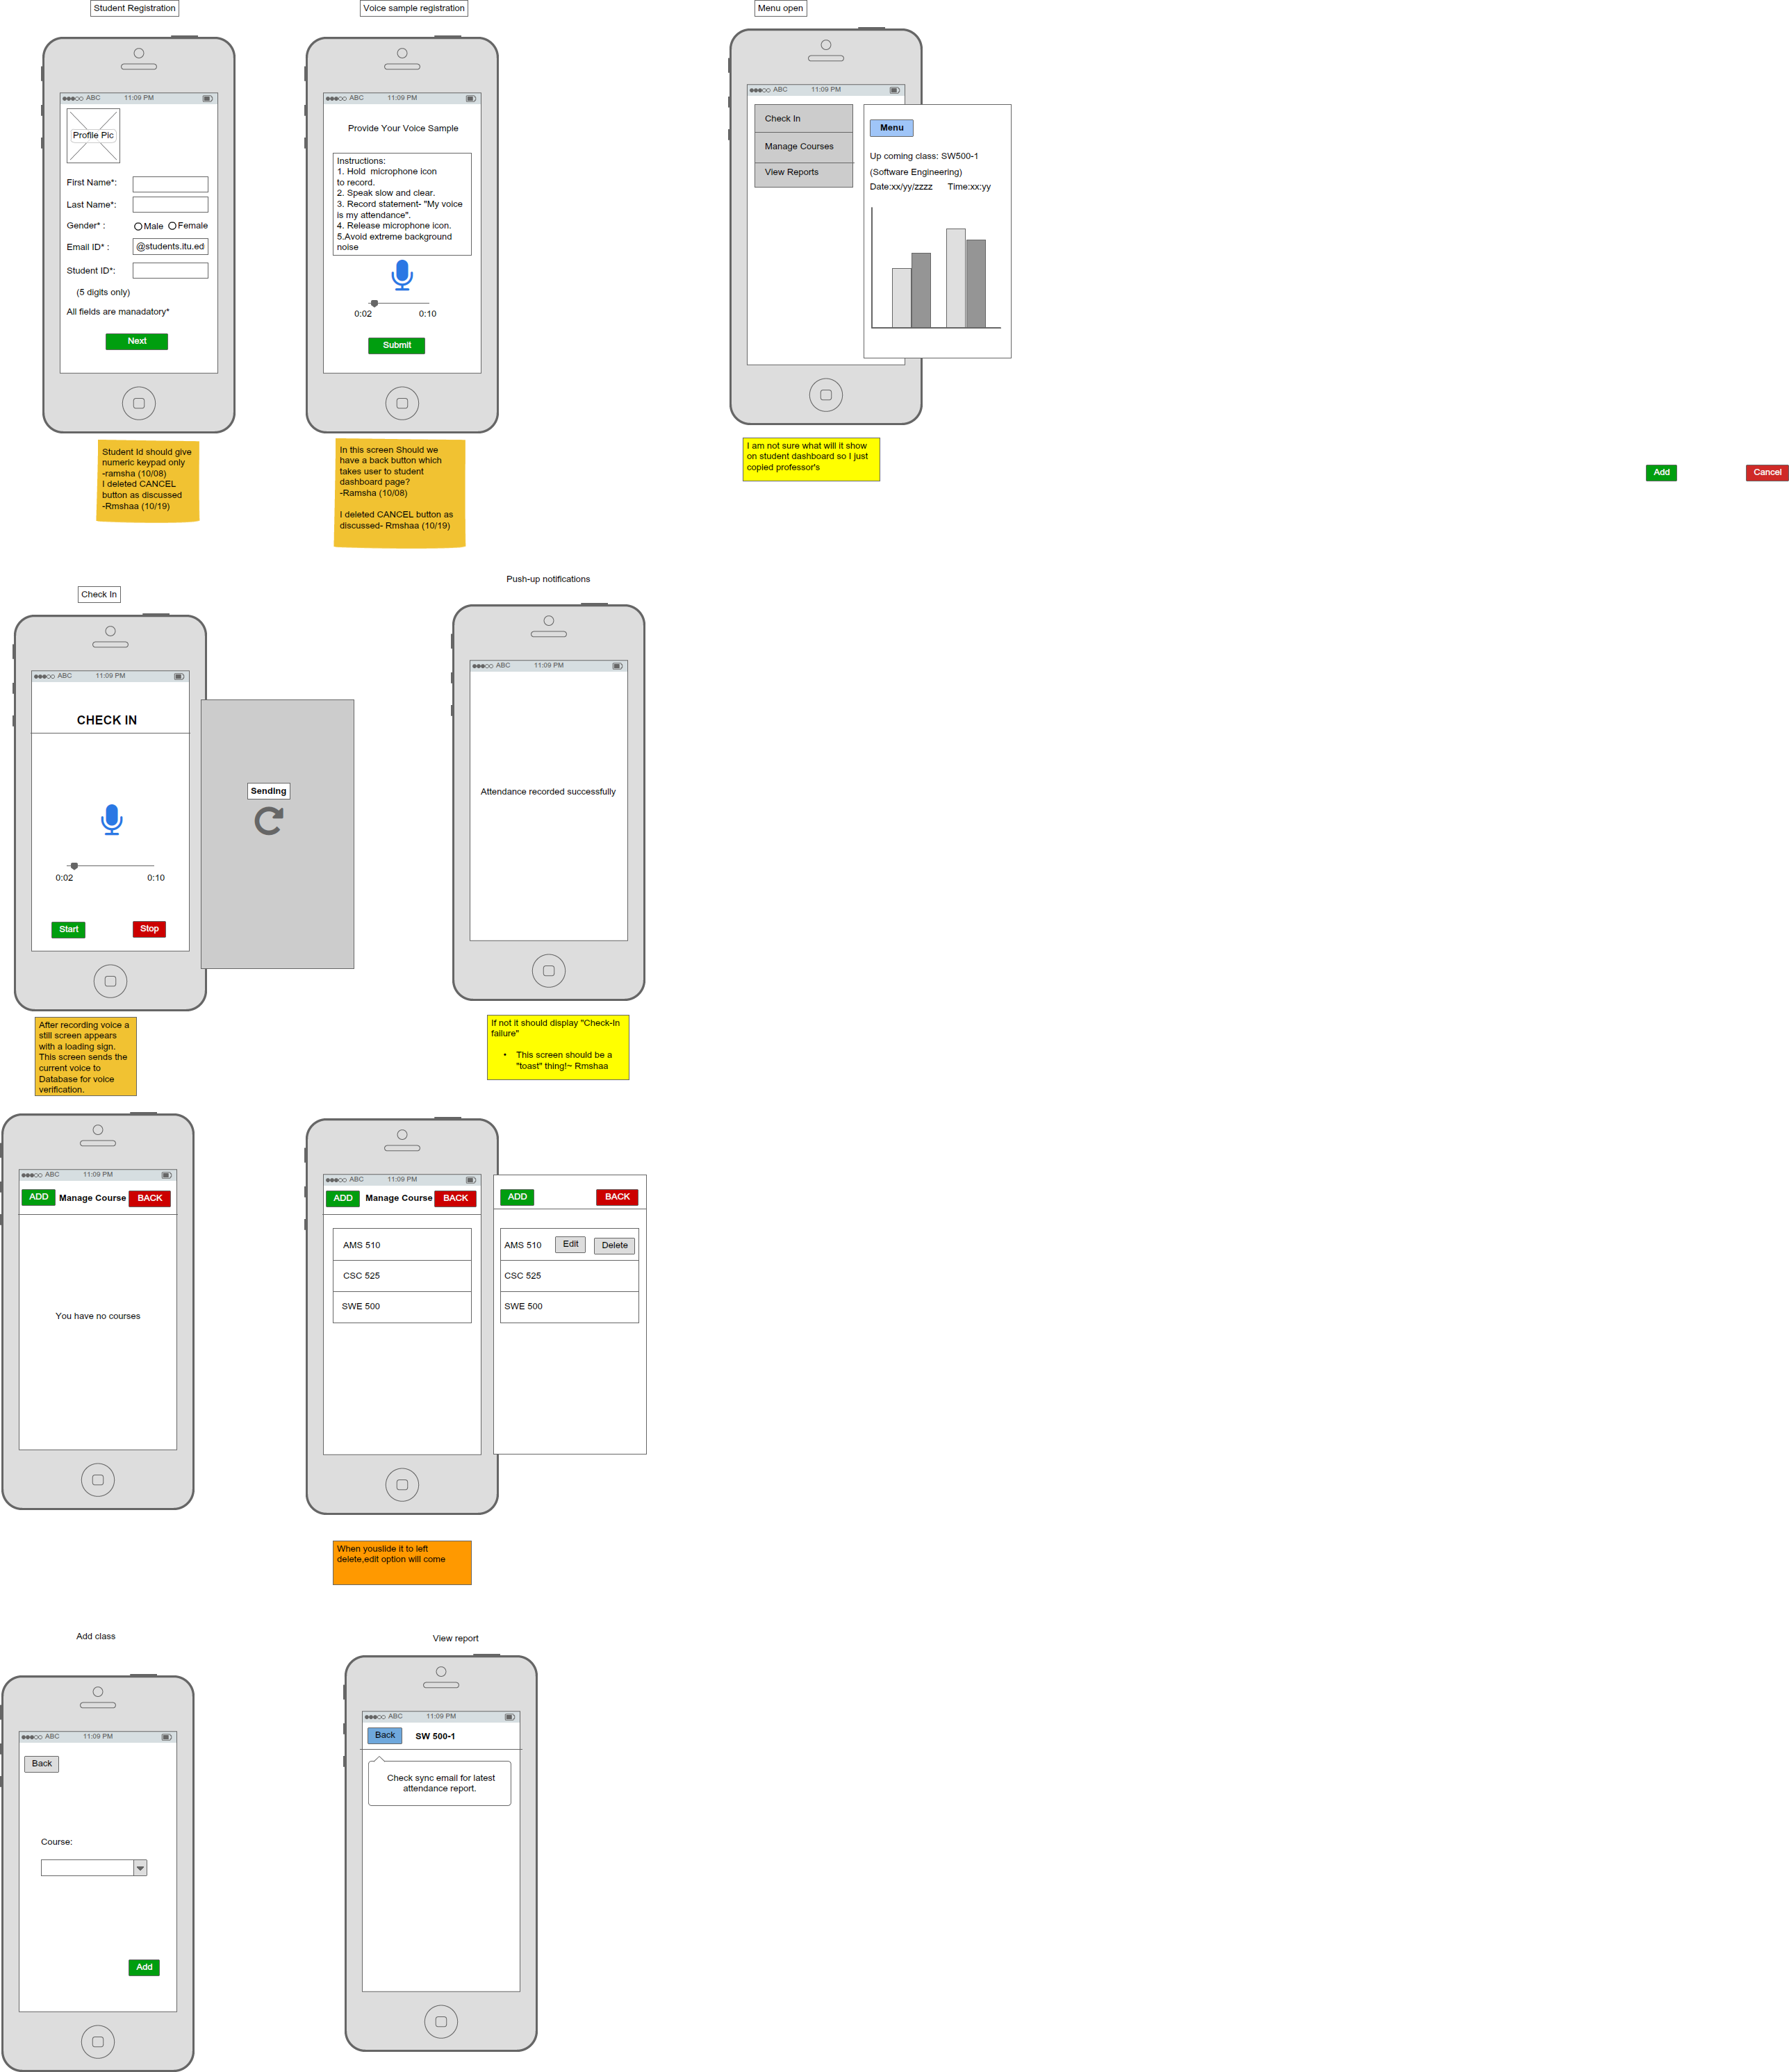 Student Registration
Voice sample registration
Menu open
ABC 11:09 PM
Profile Pic
First Name*:
Last Name*:
Gender* : Male Female
Email ID* : @students.itu.ed
Student ID*:
(5 digits only)
All fields are manadatory*
Next
Student Id should give
numeric keypad only
-ramsha (10/08)
I deleted CANCEL
button as discussed
-Rmshaa (10/19)
ABC 11:09 PM
Provide Your Voice Sample
Instructions:
1. Hold microphone icon
to record.
2. Speak slow and clear.
3. Record statement- "My voice
is my attendance".
4. Release microphone icon.
5.Avoid extreme background
noise
0:02 0:10
Submit
In this screen Should we
have a back button which
takes user to student
dashboard page?
-Ramsha (10/08)
I deleted CANCEL button as
discussed- Rmshaa (10/19)
ABC 11:09 PM
Check In
Manage Courses
View Reports
Menu
Up coming class: SW500-1
(Software Engineering)
Date:xx/yy/zzzz Time:xx:yy
I am not sure what will it show
on student dashboard so I just
copied professor's
Add
Cancel
Check In
ABC 11:09 PM
CHECK IN
0:02 0:10
Start
Stop
Sending
After recording voice a
still screen appears
with a loading sign.
This screen sends the
current voice to
Database for voice
verification.
Push-up notifications
ABC 11:09 PM
Attendance recorded successfully
If not it should display "Check-In
failure"
• This screen should be a
"toast" thing!~ Rmshaa
ABC 11:09 PM
ADD Manage Course BACK
You have no courses
ABC 11:09 PM
ADD Manage Course BACK
AMS 510
CSC 525
SWE 500
ADD BACK
AMS 510 Edit Delete
CSC 525
SWE 500
When youslide it to left
delete,edit option will come
Add class
ABC 11:09 PM
Back
Course:
Add
View report
ABC 11:09 PM
Back SW 500-1
Check sync email for latest
attendance report.